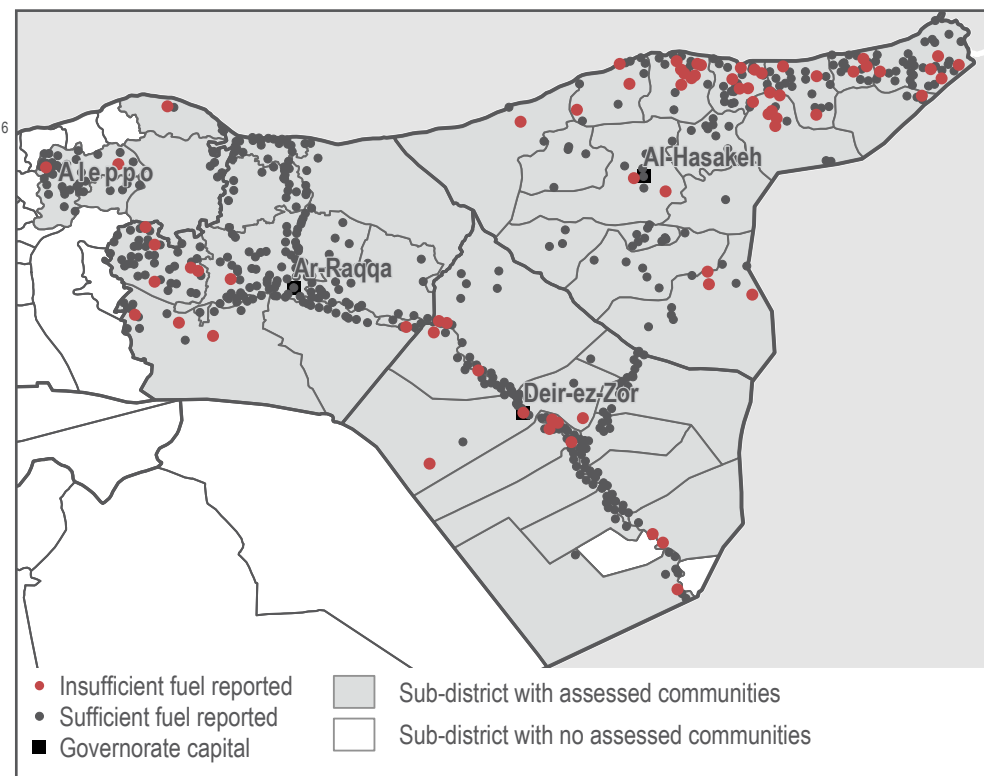 6
Aleppo
Al-Hasakeh
Ar-Raqqa
Deir-ez-Zor
Insufficient fuel reported
Sufficient fuel reported
Governorate capital
Sub-district with assessed communities
Sub-district with no assessed communities